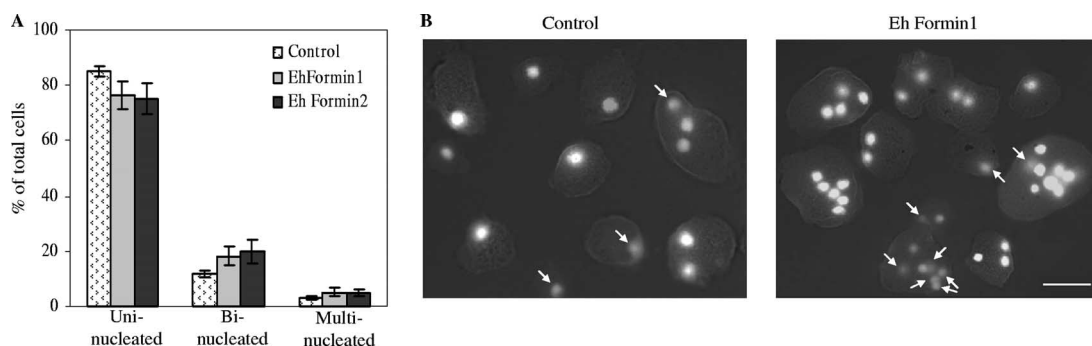 A
% of total cells
100
80
60
40
20
0
Control
EhFormin1
Eh Formin2
Uni-
nucleated
Bi-
nucleated
Multi-
nucleated
B
Control
Eh Formin1